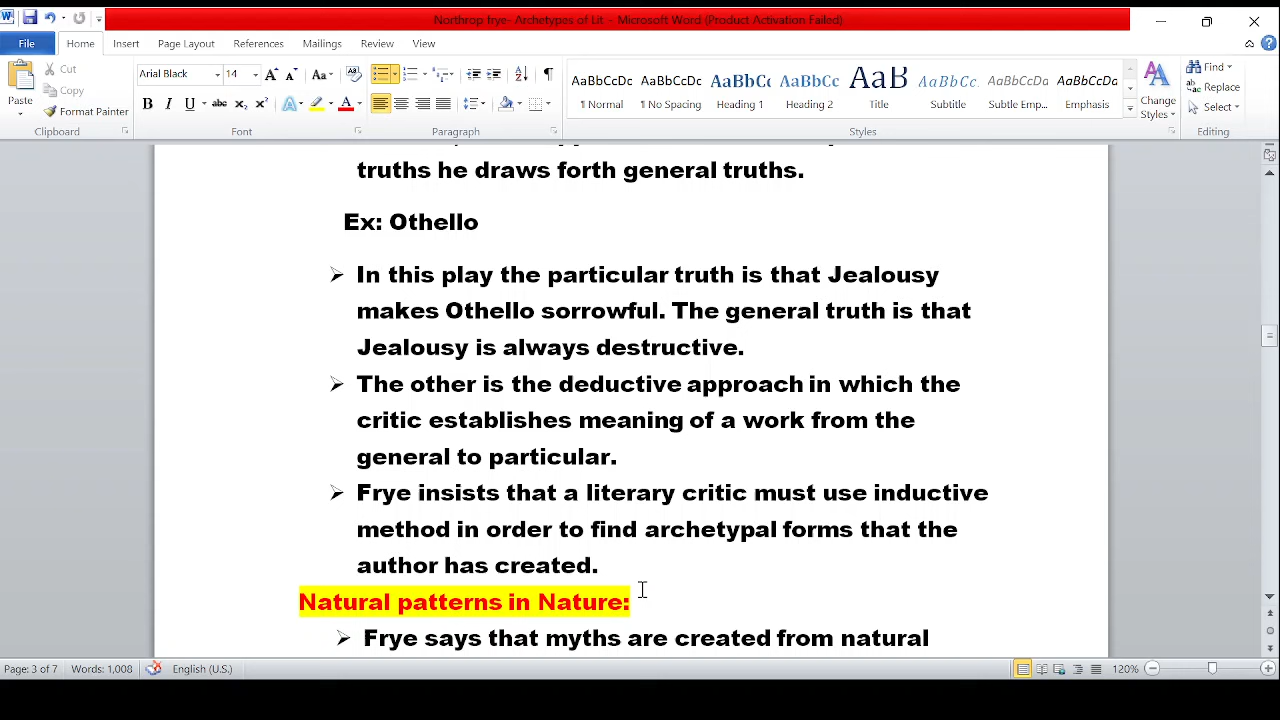 Northrop frye- Archetypes of Lit - Microsoft Word (Product Activation Failed)
File Home Insert Page Layout References Mailings Review View
Paste Cut Copy Format Painter Clipboard
Arial Black 14 Aa
B I U abc x₂ x² A A
Font Paragraph
AaBbCcDc AaBbCcDc AaBbCc AaBbCc AaB AaBbCc. AaBbCcDc AaBbCcDc
¶ Normal ¶ No Spacing Heading 1 Heading 2 Title Subtitle Subtle Em... Emphasis
Styles
Change Styles
Find Replace Select Editing
truths he draws forth general truths.
Ex: Othello
In this play the particular truth is that Jealousy
makes Othello sorrowful. The general truth is that
Jealousy is always destructive.
The other is the deductive approach in which the
critic establishes meaning of a work from the
general to particular.
Frye insists that a literary critic must use inductive
method in order to find archetypal forms that the
author has created.
Natural patterns in Nature:
Frye says that myths are created from natural
Page: 3 of 7 Words: 1,008 English (U.S.) 120%